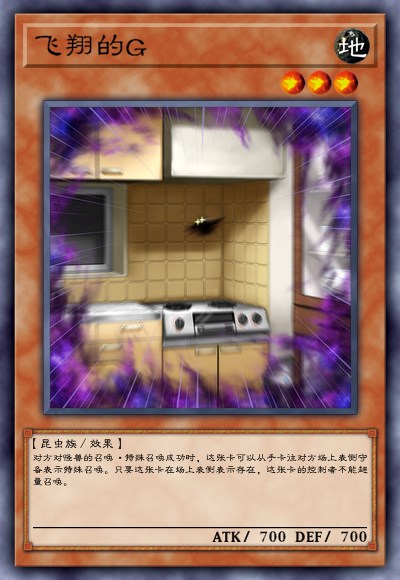 飞翔的G
地
【昆虫族／效果】
对方对怪兽的召唤·特殊召唤成功时，这张卡可以从手卡往对方场上表侧守
备表示特殊召唤。只要这张卡在场上表侧表示存在，这张卡的控制者不能超
量召唤。
ATK/ 700 DEF/ 700